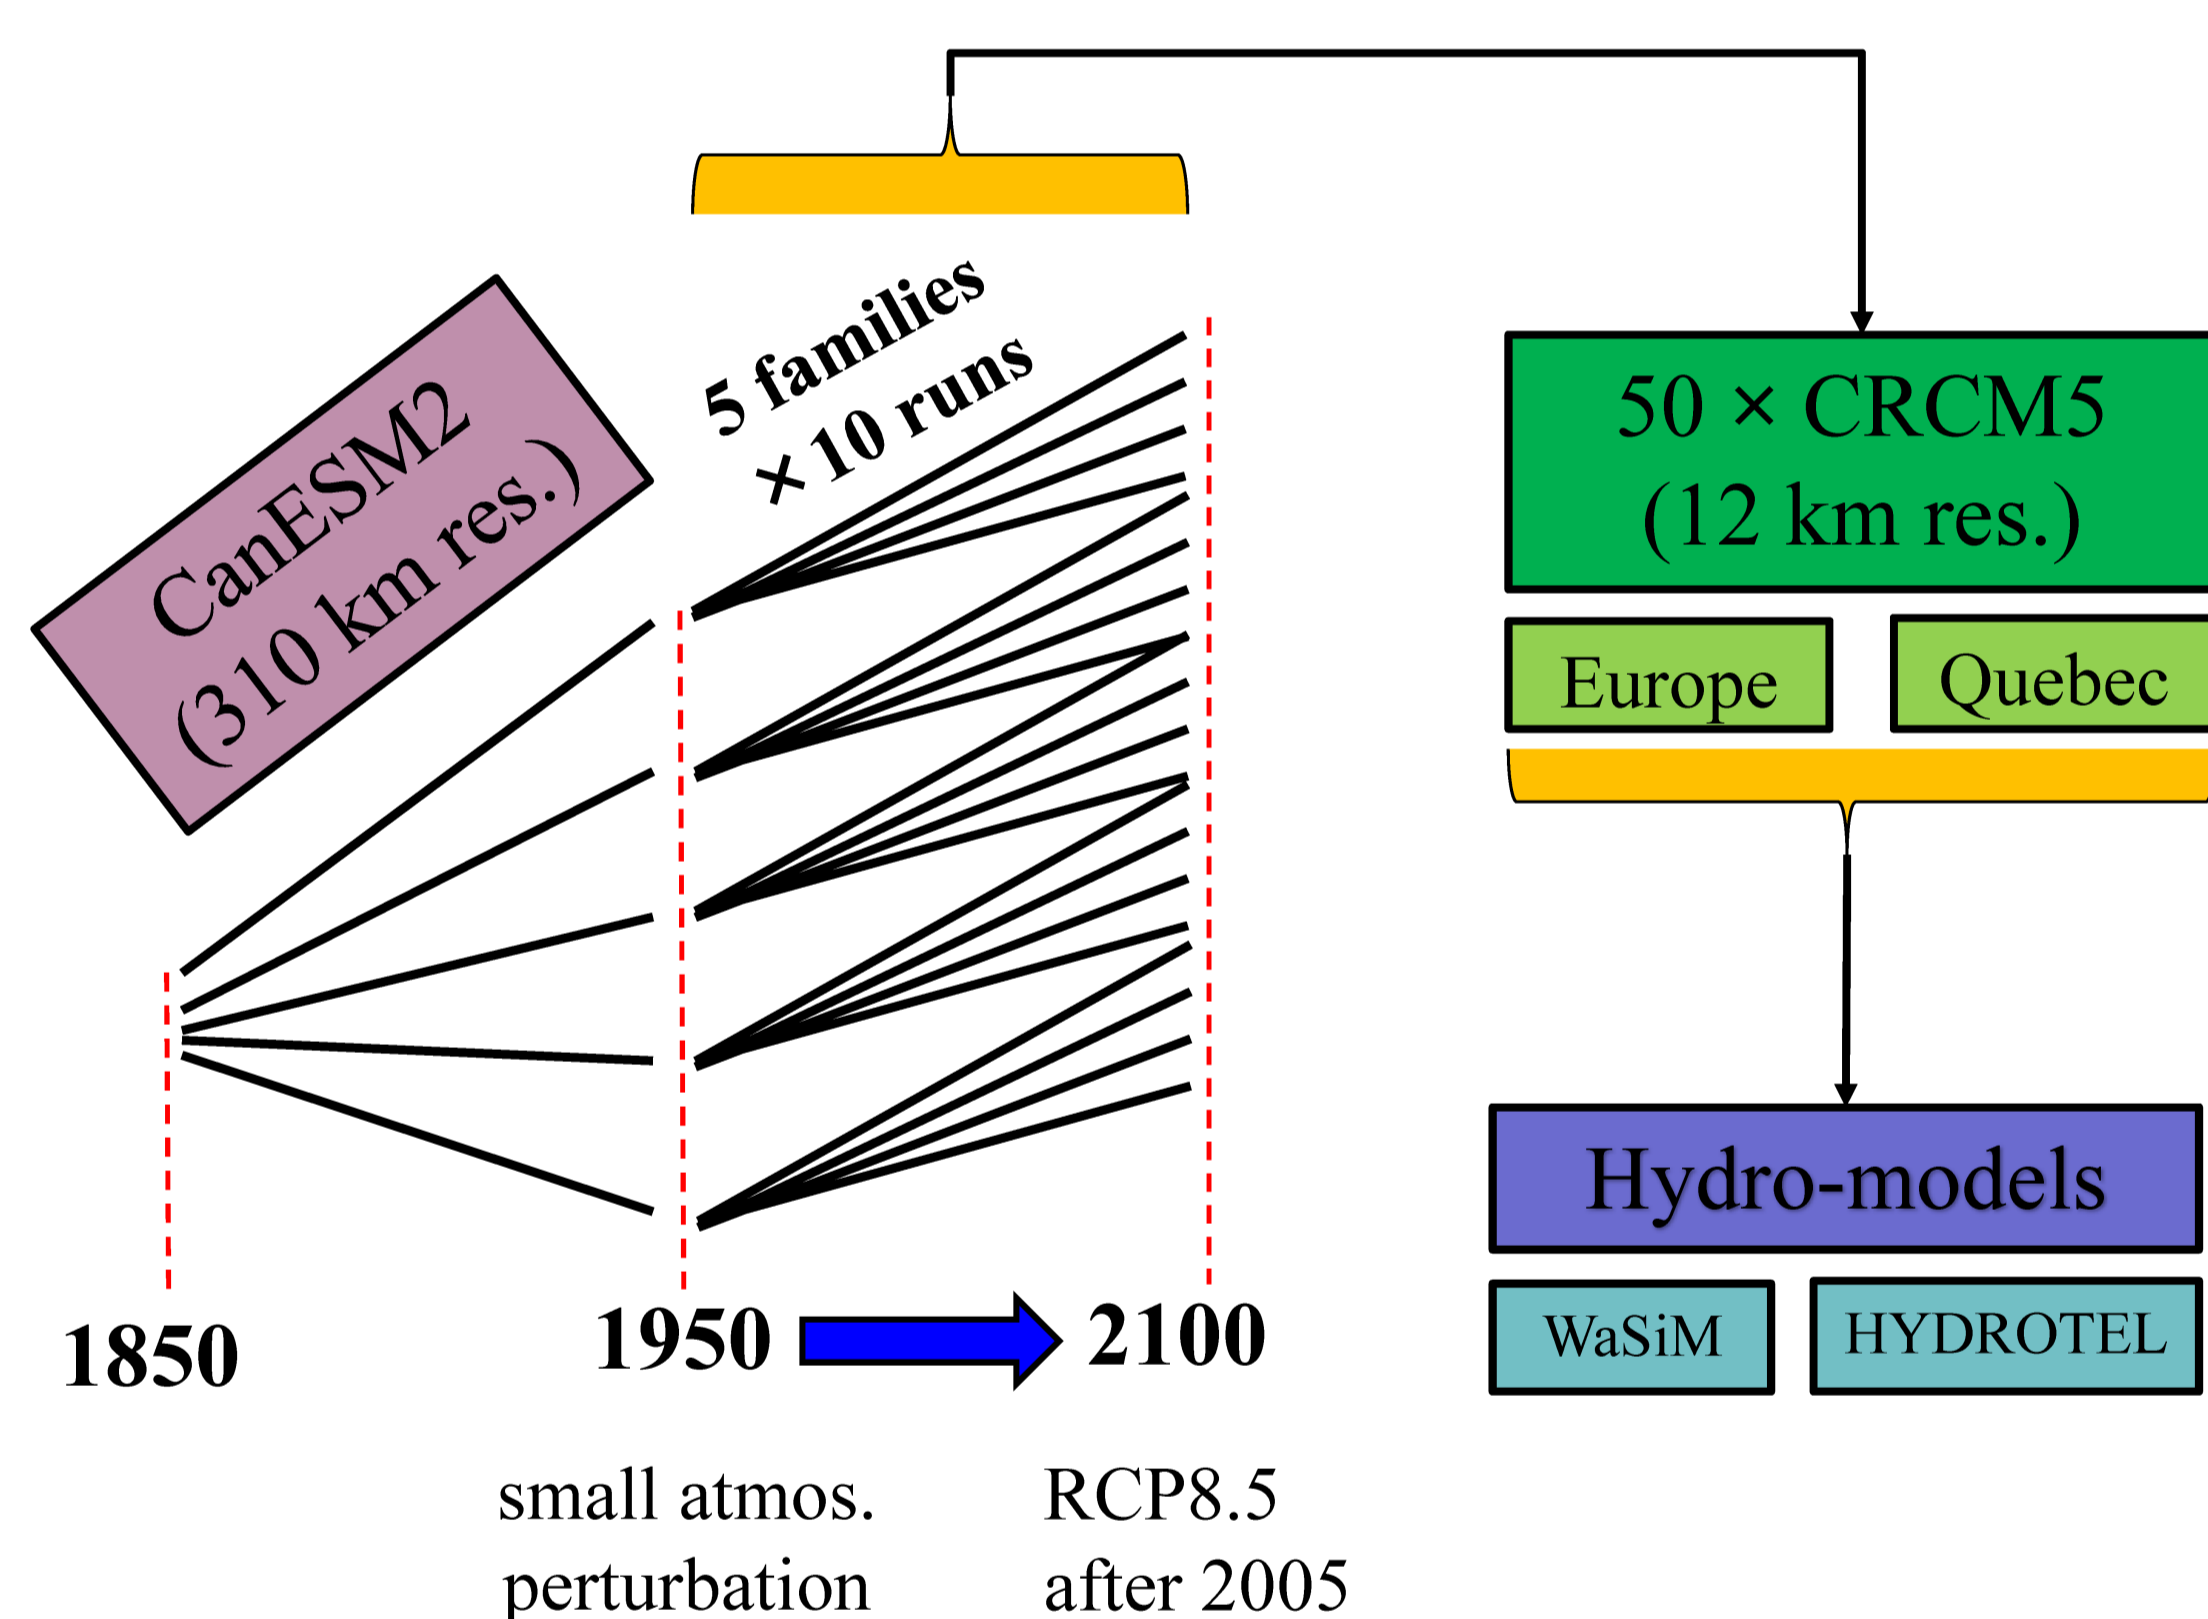 CanESM2
(310 km res.)
5 families
× 10 runs
1850
1950
2100
small atmos.
perturbation
RCP8.5
after 2005
50 × CRCM5
(12 km res.)
Europe
Quebec
Hydro-models
WaSiM
HYDROTEL